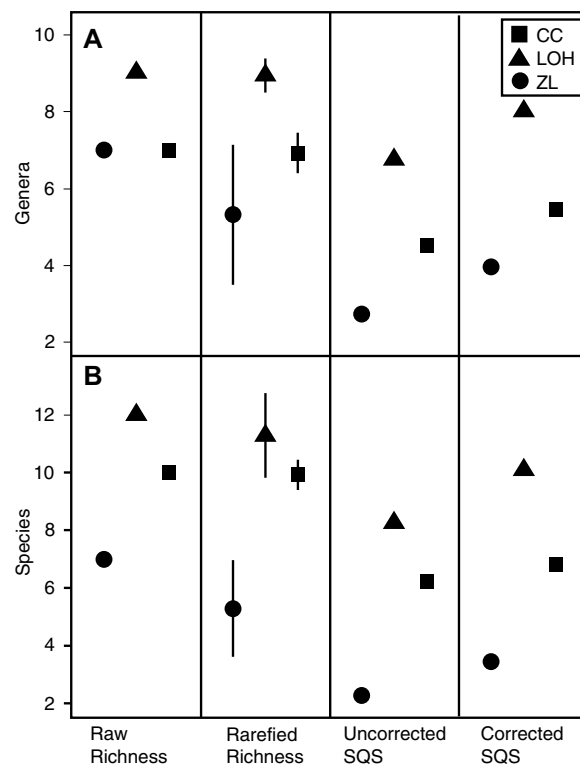 A
CC
LOH
ZL
10
8
6
4
2
Genera
B
12
10
8
6
4
2
Species
Raw
Richness
Rarefied
Richness
Uncorrected
SQS
Corrected
SQS